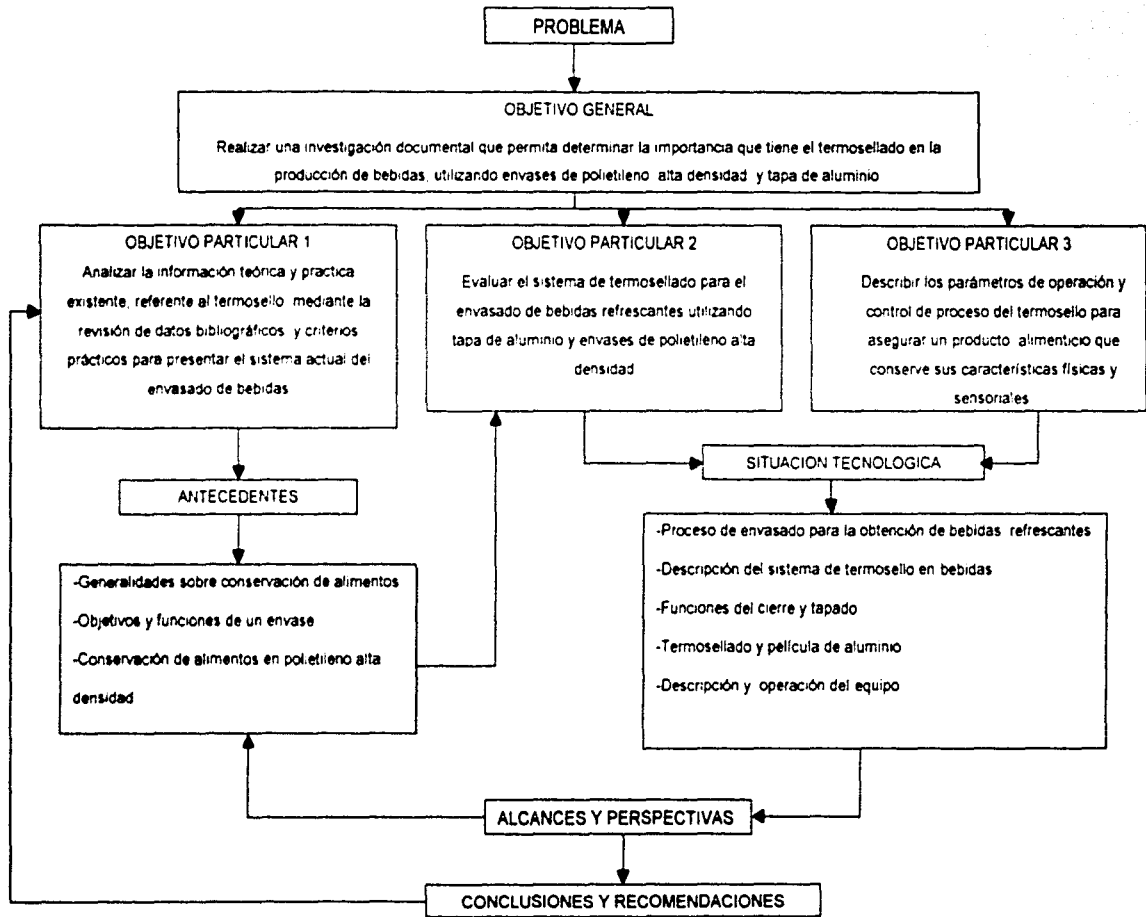 PROBLEMA
OBJETIVO GENERAL
Realizar una investigación documental que permita determinar la importancia que tiene el termosellado en la
producción de bebidas, utilizando envases de polietileno alta densidad y tapa de aluminio
OBJETIVO PARTICULAR 1
Analizar la información teórica y practica
existente, referente al termosello mediante la
revisión de datos bibliográficos y criterios
prácticos para presentar el sistema actual del
envasado de bebidas
OBJETIVO PARTICULAR 2
Evaluar el sistema de termosellado para el
envasado de bebidas refrescantes utilizando
tapa de aluminio y envases de polietileno alta
densidad
OBJETIVO PARTICULAR 3
Describir los parámetros de operación y
control de proceso del termosello para
asegurar un producto alimenticio que
conserve sus características físicas y
sensoriales
ANTECEDENTES
SITUACION TECNOLOGICA
-Generalidades sobre conservación de alimentos
-Objetivos y funciones de un envase
-Conservación de alimentos en polietileno alta
densidad
-Proceso de envasado para la obtención de bebidas refrescantes
-Descripción del sistema de termosello en bebidas
-Funciones del cierre y tapado
-Termosellado y película de aluminio
-Descripción y operación del equipo
ALCANCES Y PERSPECTIVAS
CONCLUSIONES Y RECOMENDACIONES